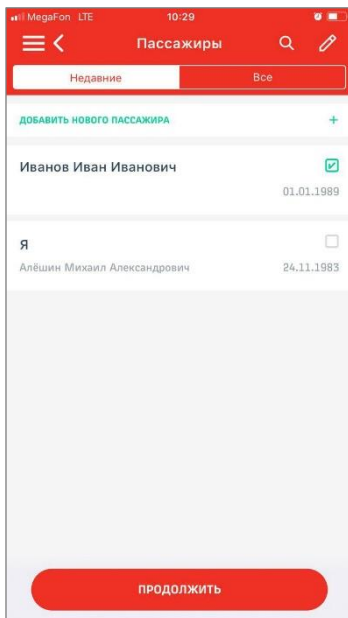 MegaFon LTE 10:29
Пассажиры
Недавние Все
ДОБАВИТЬ НОВОГО ПАССАЖИРА +
Иванов Иван Иванович
01.01.1989
Я
Алёшин Михаил Александрович 24.11.1983
ПРОДОЛЖИТЬ